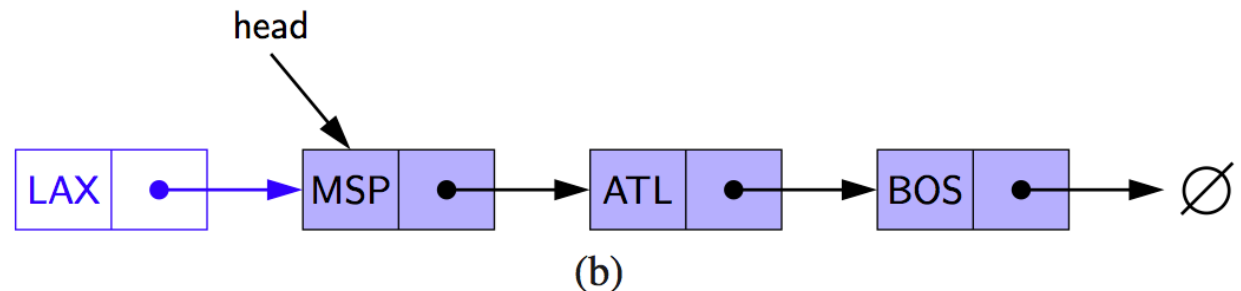 head
LAX MSP ATL BOS ∅
(b)